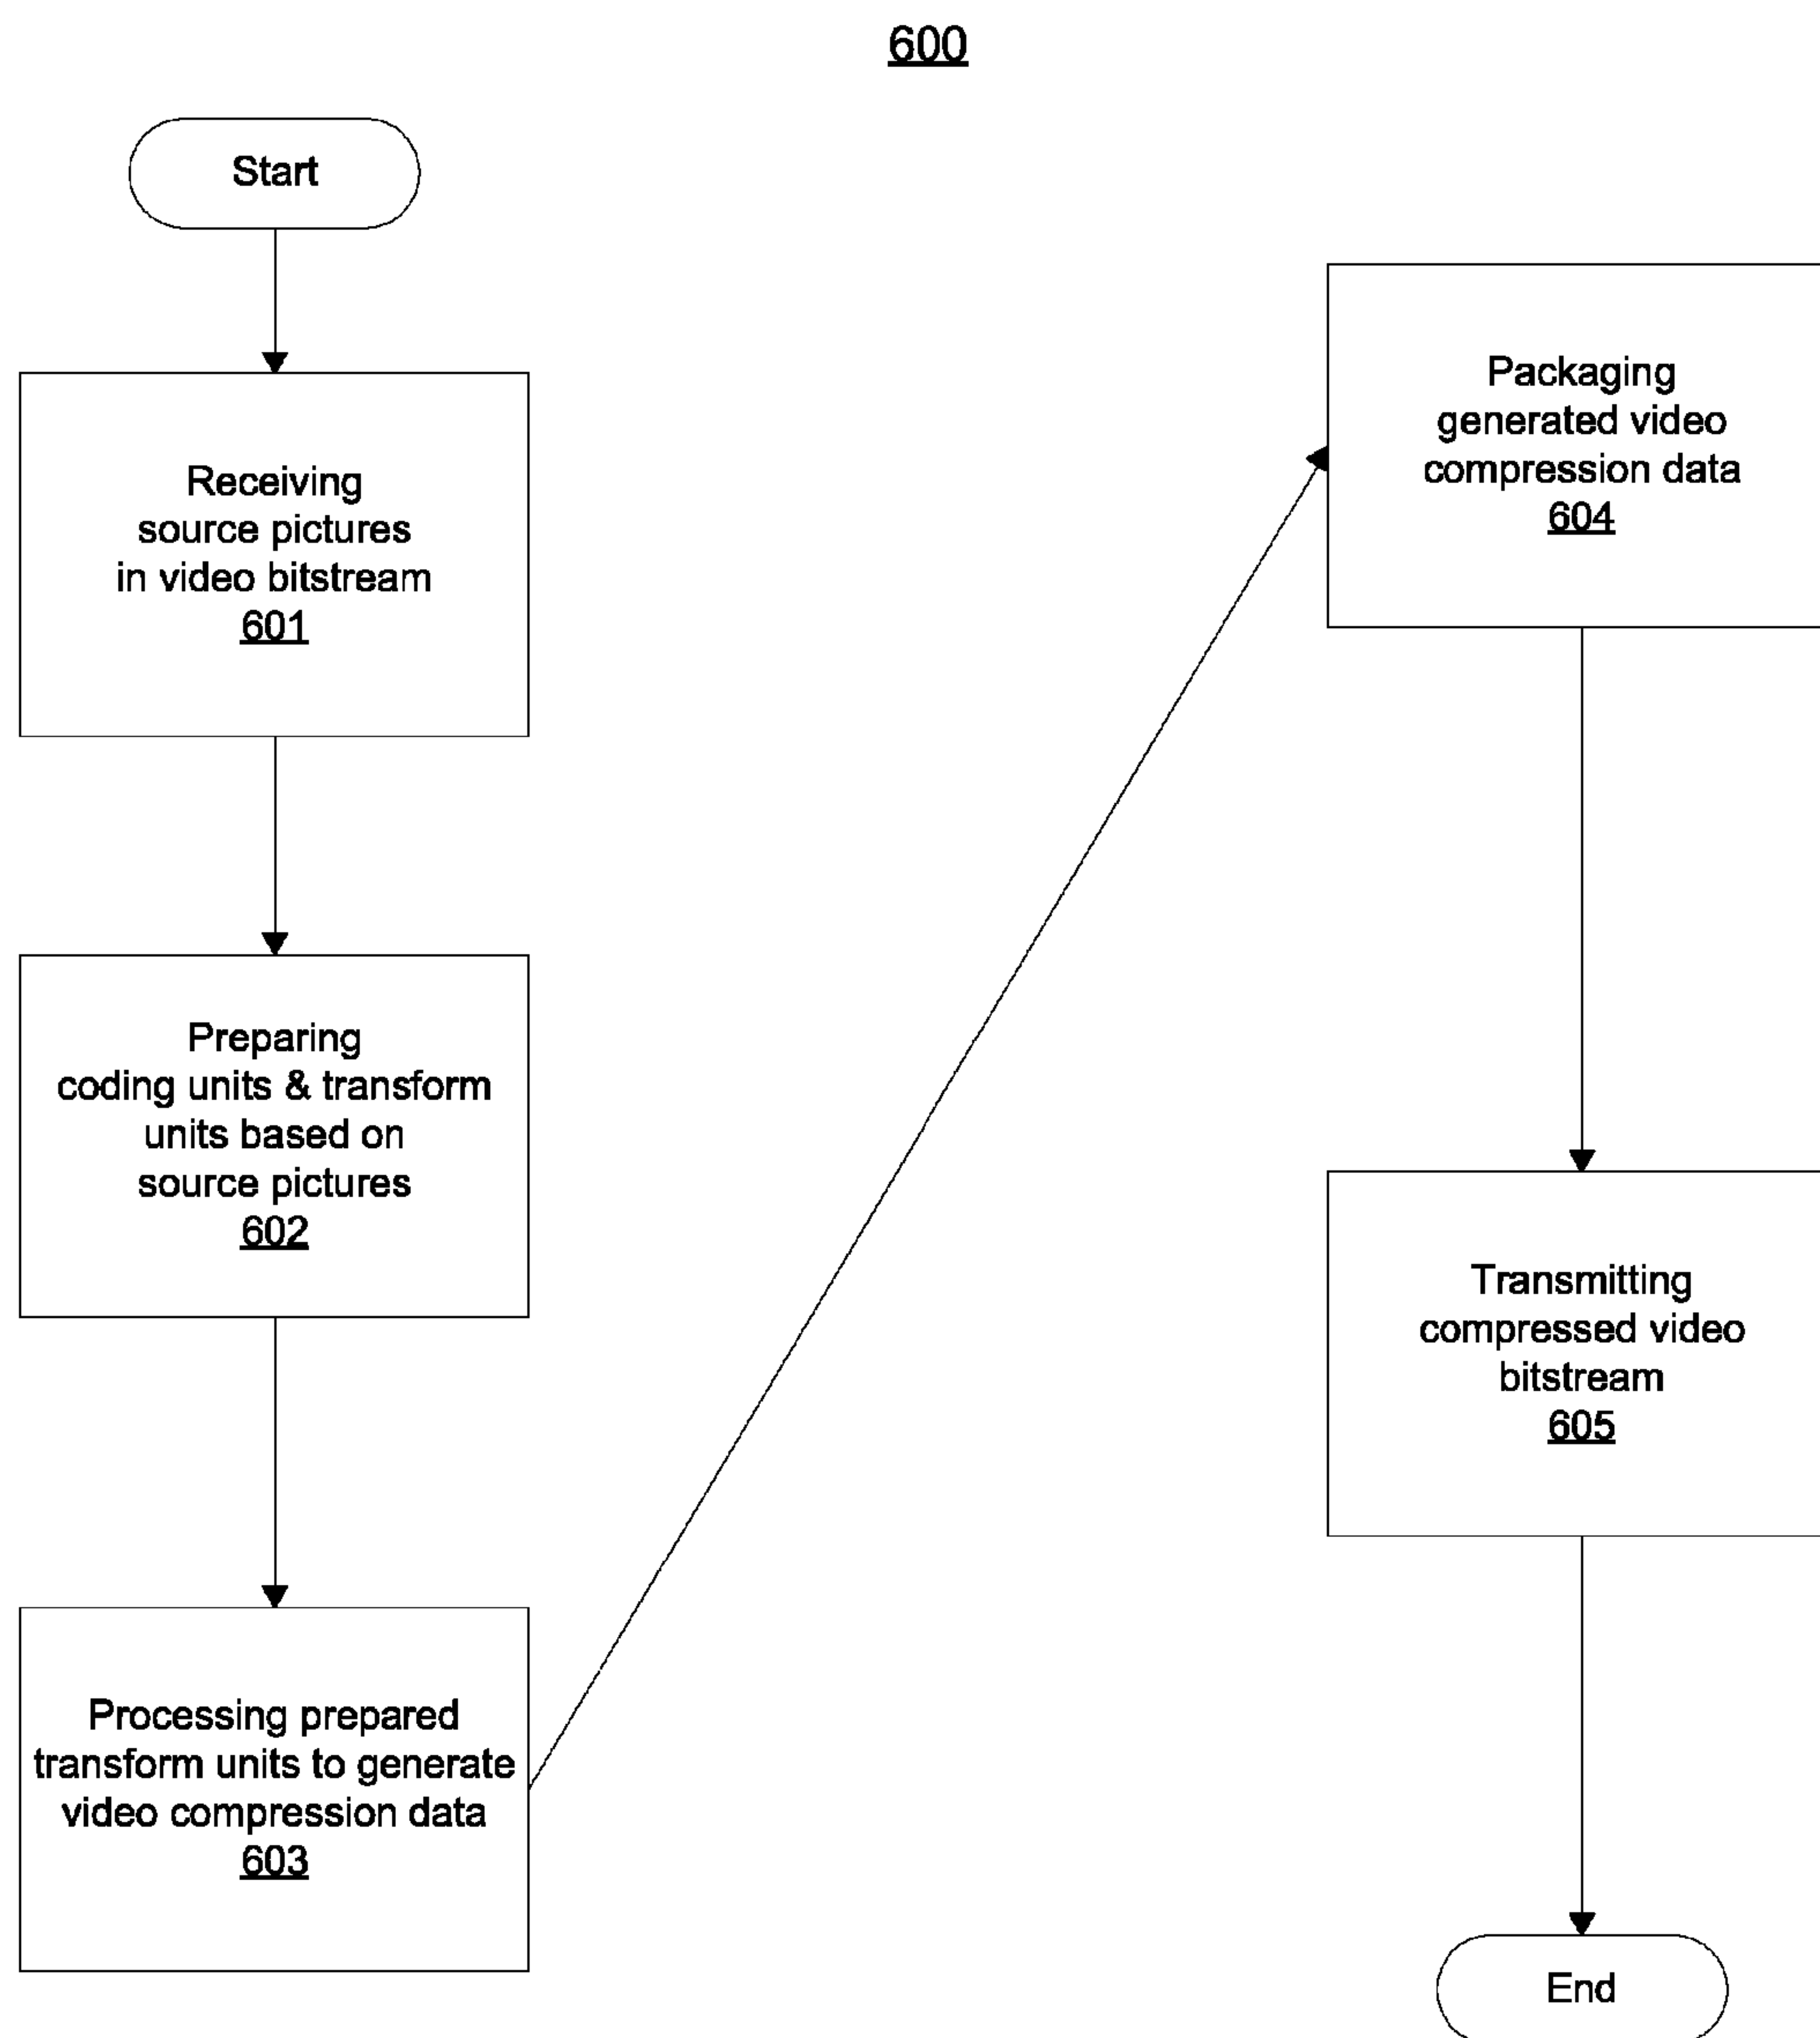 600
Start
Receiving
source pictures
in video bitstream
601
Preparing
coding units & transform
units based on
source pictures
602
Processing prepared
transform units to generate
video compression data
603
Packaging
generated video
compression data
604
Transmitting
compressed video
bitstream
605
End